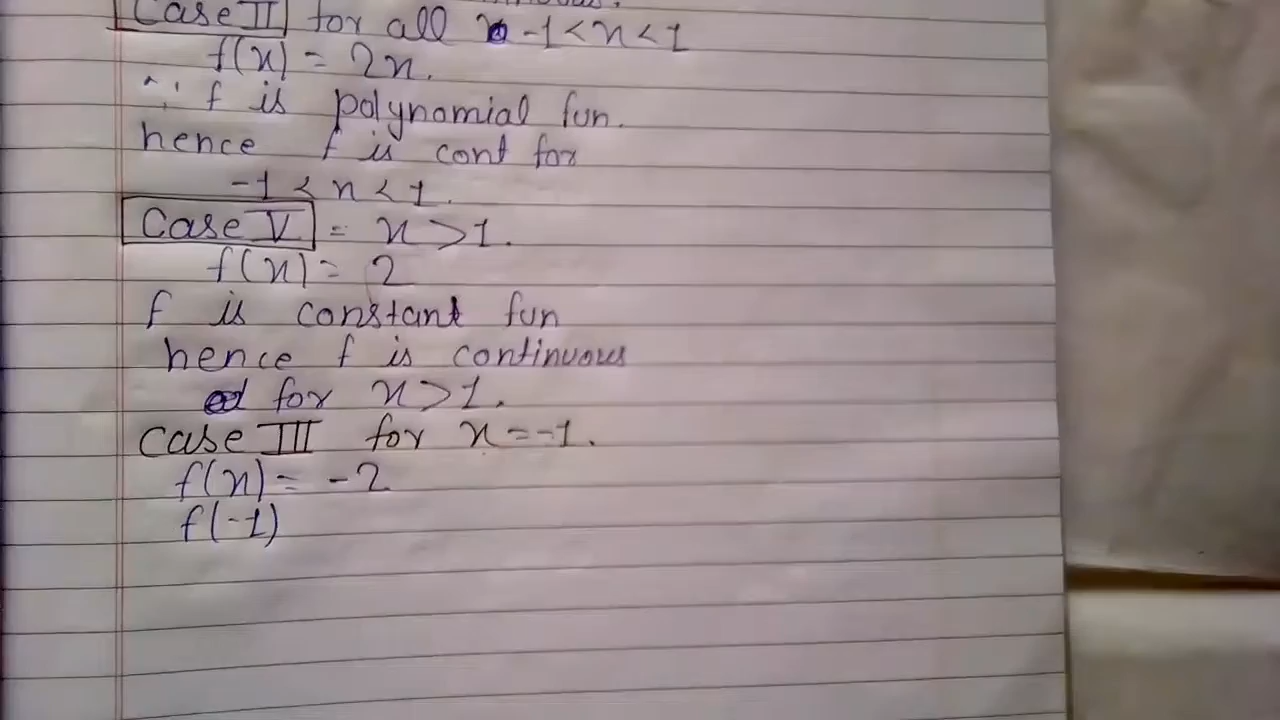 Case II for all -1<x<1
f(x) = 2x.
∵ f is polynomial fun.
hence f is cont for
-1 < x < 1.
Case V = x > 1.
f(x) = 2
f is constant fun
hence f is continuous
for x > 1.
Case III for x = -1.
f(x) = -2
f(-1)